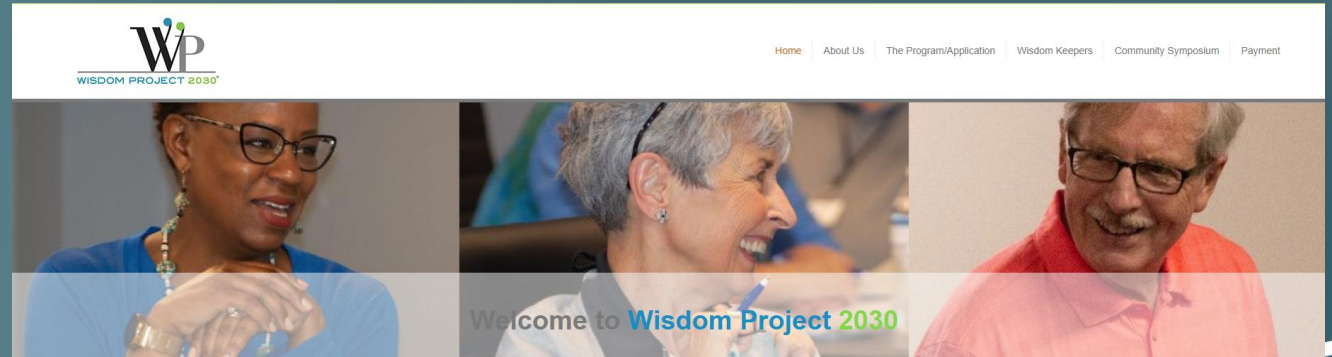 WP
WISDOM PROJECT 2030®
Home
About Us
The Program/Application
Wisdom Keepers
Community Symposium
Payment
Welcome to Wisdom Project 2030